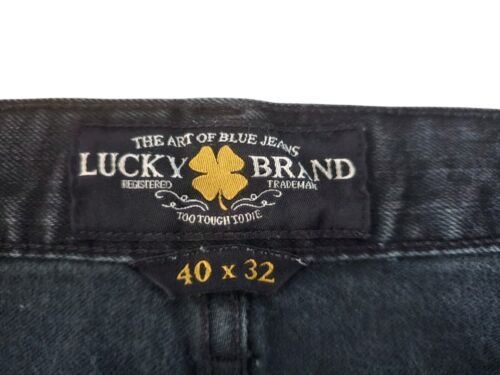 THE ART OF BLUE JEANS
LUCKY BRAND
REGISTERED TRADEMARK
TOO TOUGH TO DIE
40 x 32